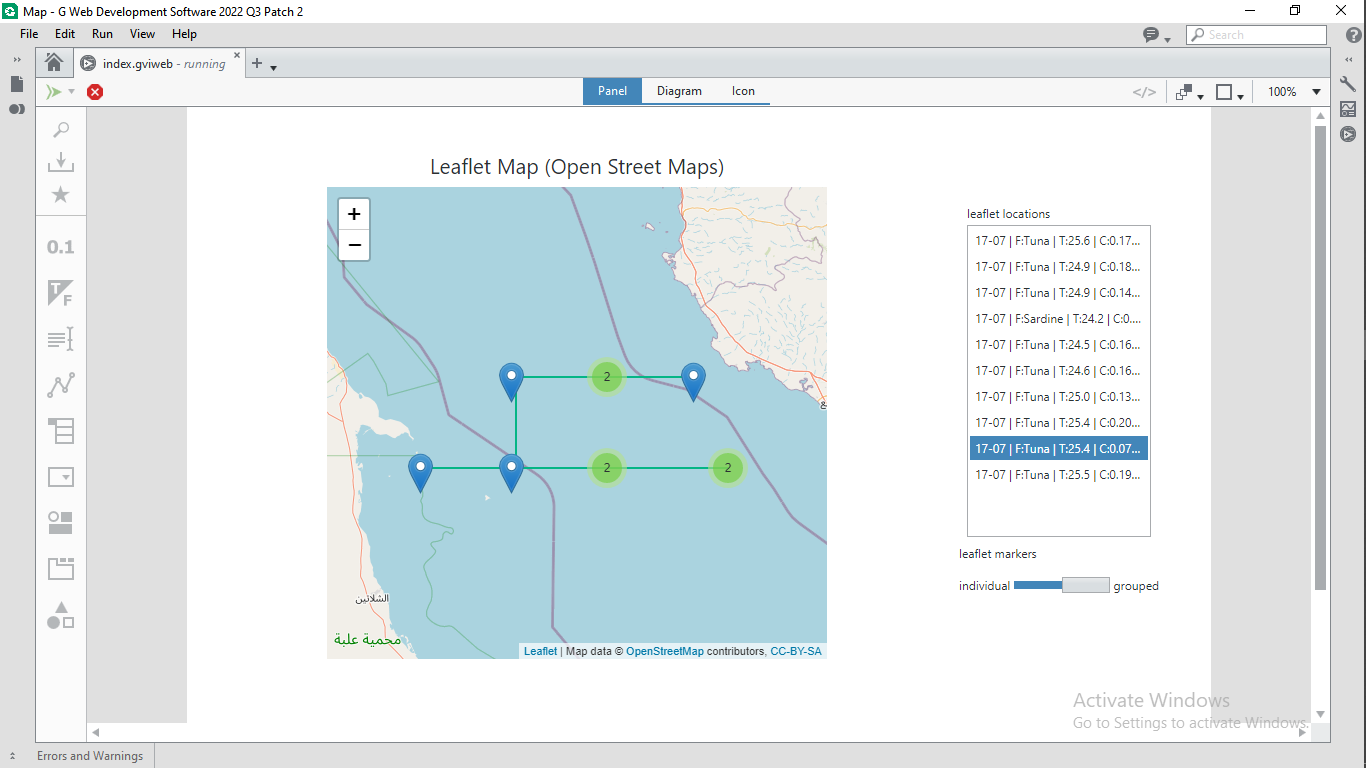 Map - G Web Development Software 2022 Q3 Patch 2
File Edit Run View Help
Search
index.gviweb - running
Panel Diagram Icon
100%
Leaflet Map (Open Street Maps)
+
−
2
2
2
الشلاتين
محمية علبة
Leaflet | Map data © OpenStreetMap contributors, CC-BY-SA
leaflet locations
17-07 | F:Tuna | T:25.6 | C:0.17...
17-07 | F:Tuna | T:24.9 | C:0.18...
17-07 | F:Tuna | T:24.9 | C:0.14...
17-07 | F:Sardine | T:24.2 | C:0....
17-07 | F:Tuna | T:24.5 | C:0.16...
17-07 | F:Tuna | T:24.6 | C:0.16...
17-07 | F:Tuna | T:25.0 | C:0.13...
17-07 | F:Tuna | T:25.4 | C:0.20...
17-07 | F:Tuna | T:25.4 | C:0.07...
17-07 | F:Tuna | T:25.5 | C:0.19...
leaflet markers
individual grouped
0.1
T/F
Activate Windows
Go to Settings to activate Windows.
Errors and Warnings